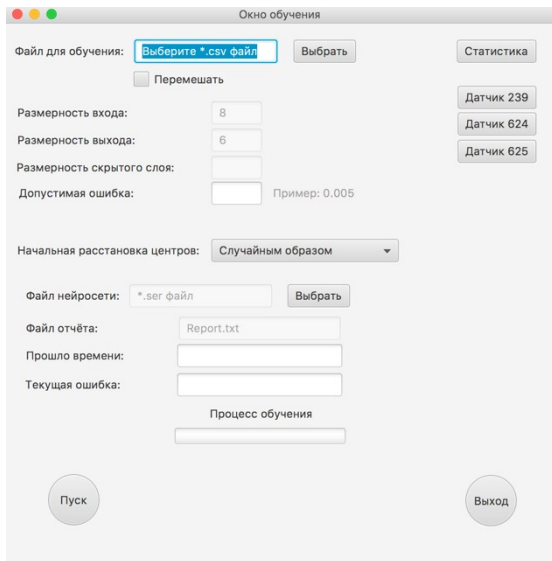 Окно обучения
Файл для обучения: Выберите *.csv файл Выбрать Статистика
Перемешать
Датчик 239
Размерность входа: 8
Датчик 624
Размерность выхода: 6
Датчик 625
Размерность скрытого слоя:
Допустимая ошибка: Пример: 0.005
Начальная расстановка центров: Случайным образом
Файл нейросети: *.ser файл Выбрать
Файл отчёта: Report.txt
Прошло времени:
Текущая ошибка:
Процесс обучения
Пуск Выход